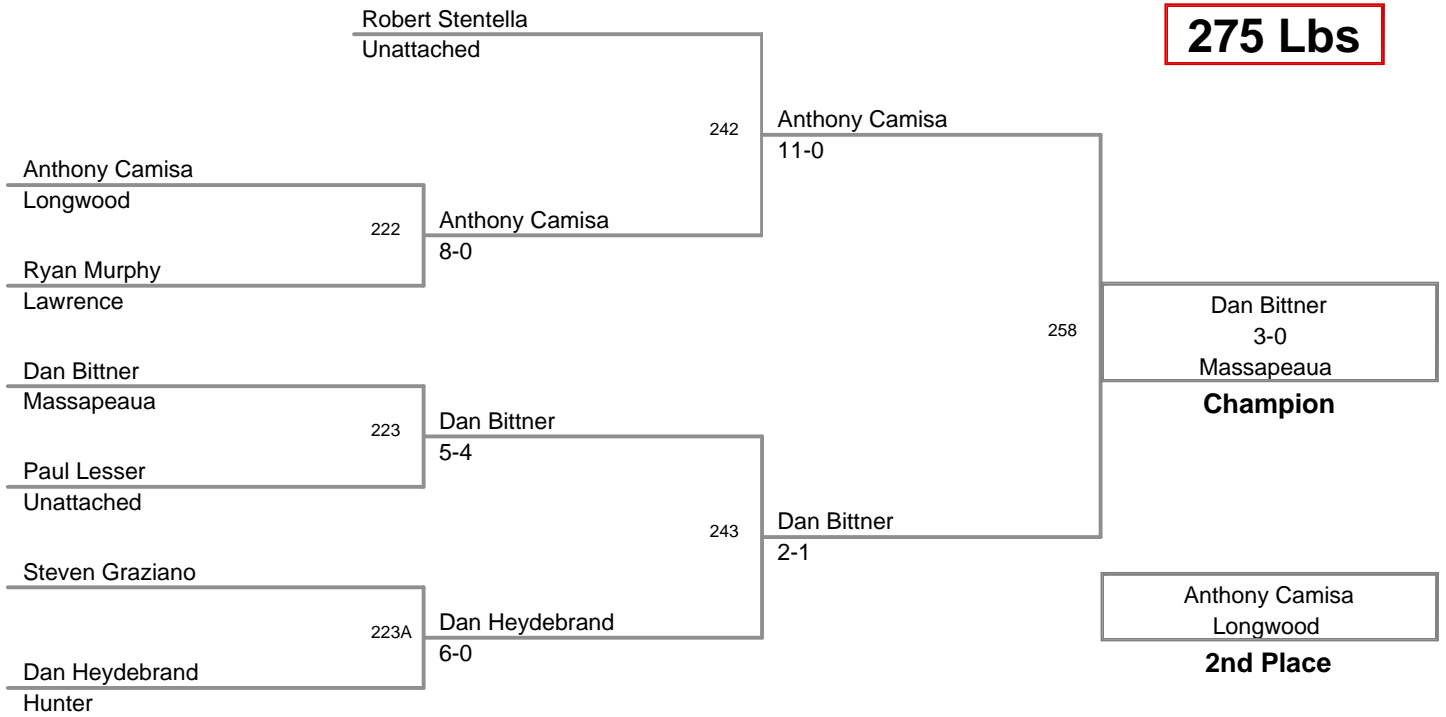 Robert Stentella
Unattached
275 Lbs
242
Anthony Camisa
11-0
Anthony Camisa
Longwood
222
Anthony Camisa
8-0
Ryan Murphy
Lawrence
258
Dan Bittner
3-0
Massapeaua
Champion
Dan Bittner
Massapeaua
223
Dan Bittner
5-4
Paul Lesser
Unattached
243
Dan Bittner
2-1
Steven Graziano
223A
Dan Heydebrand
6-0
Dan Heydebrand
Hunter
Anthony Camisa
Longwood
2nd Place